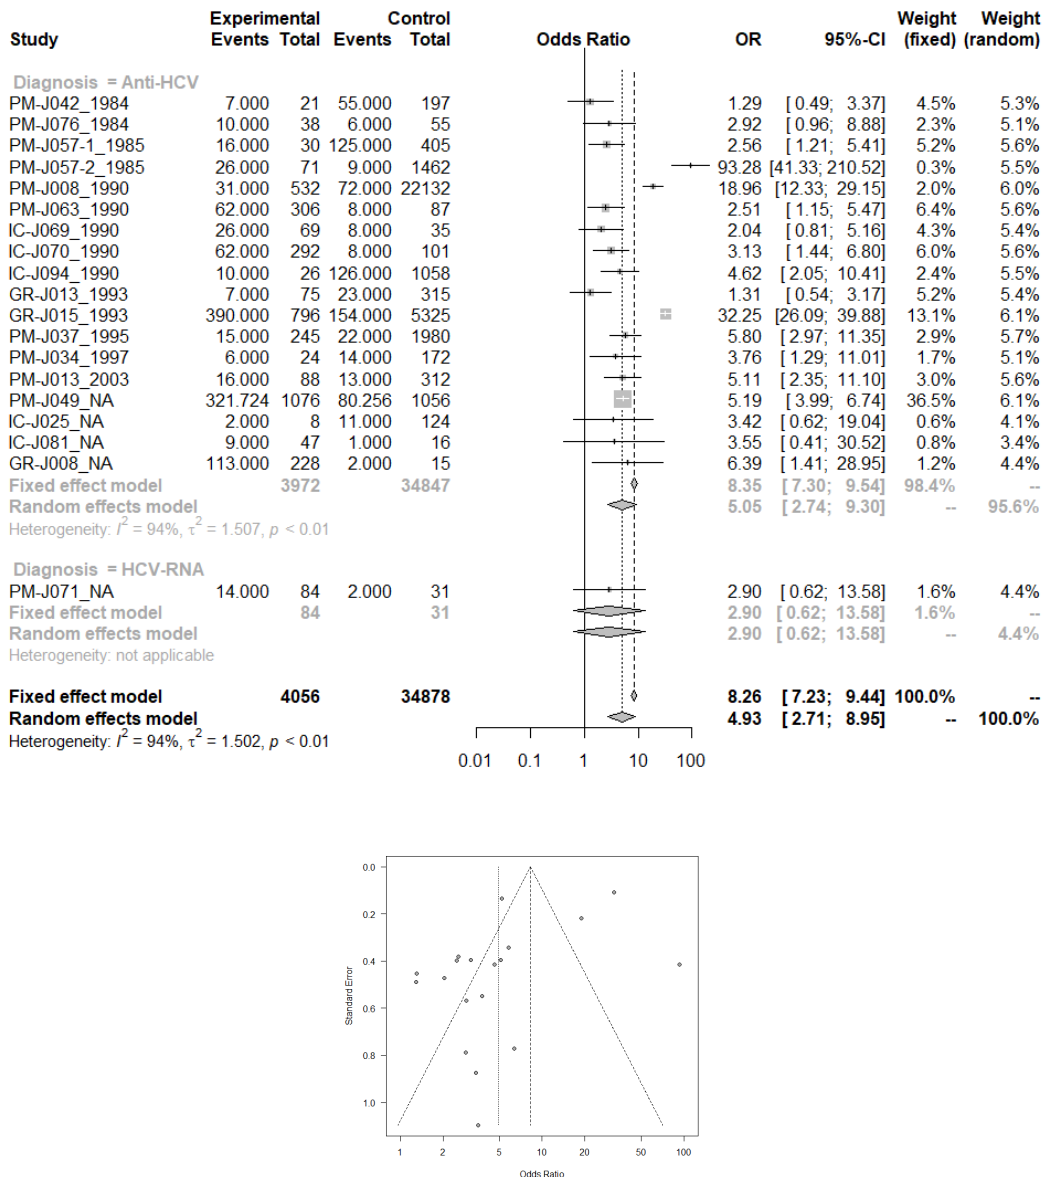 Experimental Control Weight Weight
Study Events Total Events Total Odds Ratio OR 95%-CI (fixed) (random)
Diagnosis = Anti-HCV
PM-J042_1984 7.000 21 55.000 197 1.29 [ 0.49; 3.37] 4.5% 5.3%
PM-J076_1984 10.000 38 6.000 55 2.92 [ 0.96; 8.88] 2.3% 5.1%
PM-J057-1_1985 16.000 30 125.000 405 2.56 [ 1.21; 5.41] 5.2% 5.6%
PM-J057-2_1985 26.000 71 9.000 1462 93.28 [41.33; 210.52] 0.3% 5.5%
PM-J008_1990 31.000 532 72.000 22132 18.96 [12.33; 29.15] 2.0% 6.0%
PM-J063_1990 62.000 306 8.000 87 2.51 [ 1.15; 5.47] 6.4% 5.6%
IC-J069_1990 26.000 69 8.000 35 2.04 [ 0.81; 5.16] 4.3% 5.4%
IC-J070_1990 62.000 292 8.000 101 3.13 [ 1.44; 6.80] 6.0% 5.6%
IC-J094_1990 10.000 26 126.000 1058 4.62 [ 2.05; 10.41] 2.4% 5.5%
GR-J013_1993 7.000 75 23.000 315 1.31 [ 0.54; 3.17] 5.2% 5.4%
GR-J015_1993 390.000 796 154.000 5325 32.25 [26.09; 39.88] 13.1% 6.1%
PM-J037_1995 15.000 245 22.000 1980 5.80 [ 2.97; 11.35] 2.9% 5.7%
PM-J034_1997 6.000 24 14.000 172 3.76 [ 1.29; 11.01] 1.7% 5.1%
PM-J013_2003 16.000 88 13.000 312 5.11 [ 2.35; 11.10] 3.0% 5.6%
PM-J049_NA 321.724 1076 80.256 1056 5.19 [ 3.99; 6.74] 36.5% 6.1%
IC-J025_NA 2.000 8 11.000 124 3.42 [ 0.62; 19.04] 0.6% 4.1%
IC-J081_NA 9.000 47 1.000 16 3.55 [ 0.41; 30.52] 0.8% 3.4%
GR-J008_NA 113.000 228 2.000 15 6.39 [ 1.41; 28.95] 1.2% 4.4%
Fixed effect model 3972 34847 8.35 [ 7.30; 9.54] 98.4% --
Random effects model 5.05 [ 2.74; 9.30] -- 95.6%
Heterogeneity: I² = 94%, τ² = 1.507, p < 0.01
Diagnosis = HCV-RNA
PM-J071_NA 14.000 84 2.000 31 2.90 [ 0.62; 13.58] 1.6% 4.4%
Fixed effect model 84 31 2.90 [ 0.62; 13.58] 1.6% --
Random effects model 2.90 [ 0.62; 13.58] -- 4.4%
Heterogeneity: not applicable
Fixed effect model 4056 34878 8.26 [ 7.23; 9.44] 100.0% --
Random effects model 4.93 [ 2.71; 8.95] -- 100.0%
Heterogeneity: I² = 94%, τ² = 1.502, p < 0.01
0.01 0.1 1 10 100
0.0
0.2
0.4
0.6
0.8
1.0
Standard Error
1 2 5 10 20 50 100
Odds Ratio